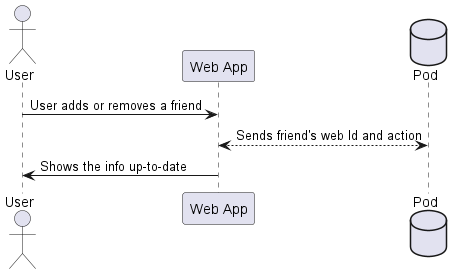 User
Web App
Pod
User adds or removes a friend
Sends friend's web Id and action
Shows the info up-to-date
User
Web App
Pod